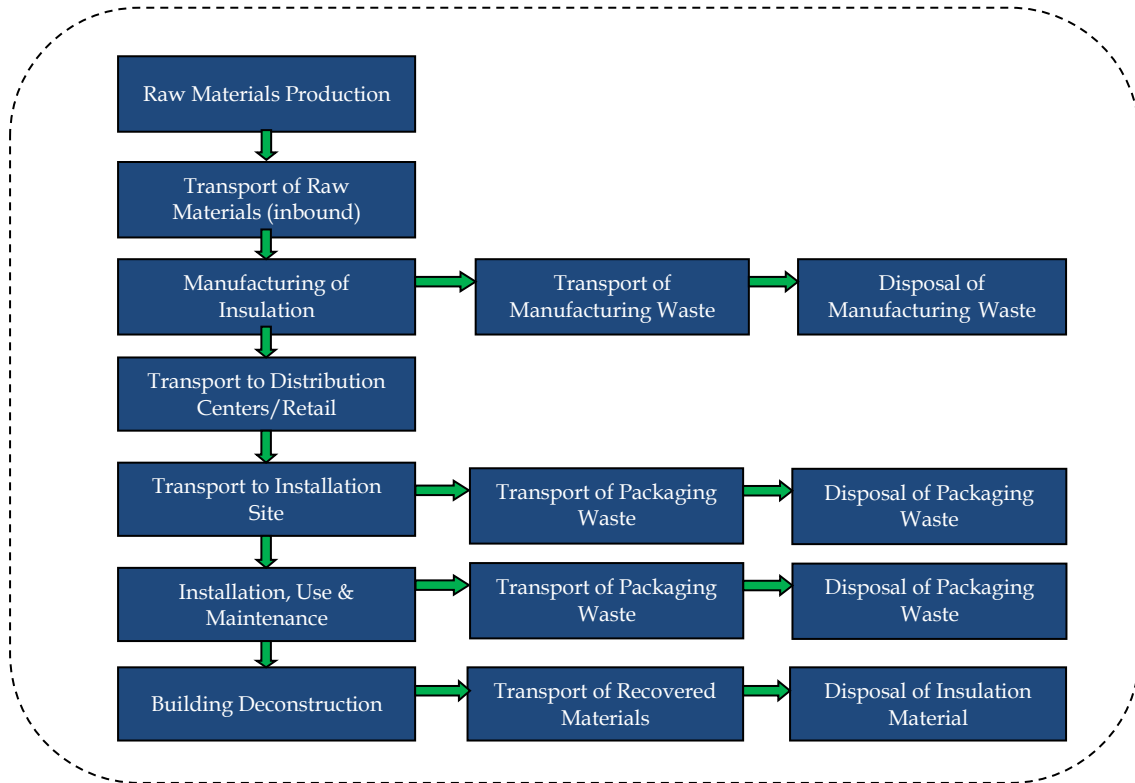 Raw Materials Production
Transport of Raw
Materials (inbound)
Manufacturing of
Insulation
Transport of
Manufacturing Waste
Disposal of
Manufacturing Waste
Transport to Distribution
Centers/Retail
Transport to Installation
Site
Transport of Packaging
Waste
Disposal of Packaging
Waste
Installation, Use &
Maintenance
Transport of Packaging
Waste
Disposal of Packaging
Waste
Building Deconstruction
Transport of Recovered
Materials
Disposal of Insulation
Material